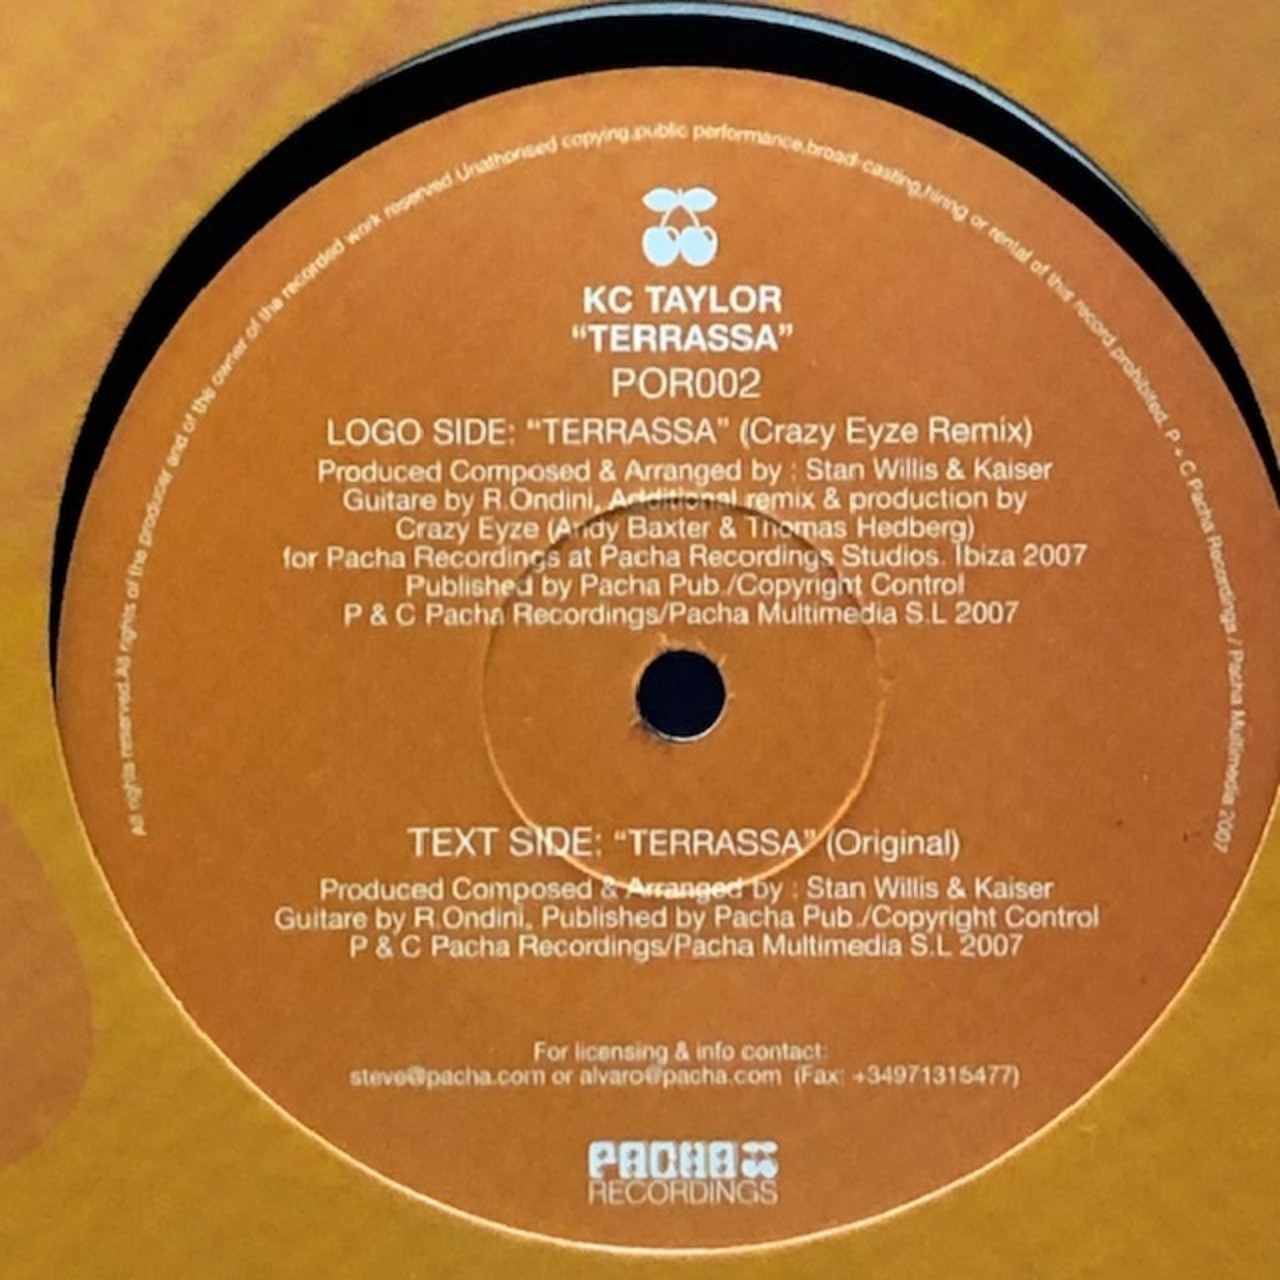 All rights reserved.All rights of the producer and of the owner of the recorded work reserved.Unathorised copying,public performance,broad-casting,hiring or rental of this record prohibited. P + C Pacha Recordings / Pacha Multimedia 2007
KC TAYLOR
“TERRASSA”
POR002
LOGO SIDE: “TERRASSA” (Crazy Eyze Remix)
Produced Composed & Arranged by : Stan Willis & Kaiser
Guitare by R.Ondini, Additional remix & production by
Crazy Eyze (Andy Baxter & Thomas Hedberg)
for Pacha Recordings at Pacha Recordings Studios. Ibiza 2007
Published by Pacha Pub./Copyright Control
P & C Pacha Recordings/Pacha Multimedia S.L 2007
TEXT SIDE: “TERRASSA” (Original)
Produced Composed & Arranged by : Stan Willis & Kaiser
Guitare by R.Ondini, Published by Pacha Pub./Copyright Control
P & C Pacha Recordings/Pacha Multimedia S.L 2007
For licensing & info contact:
steve@pacha.com or alvaro@pacha.com (Fax: +34971315477)
PACHA
RECORDINGS